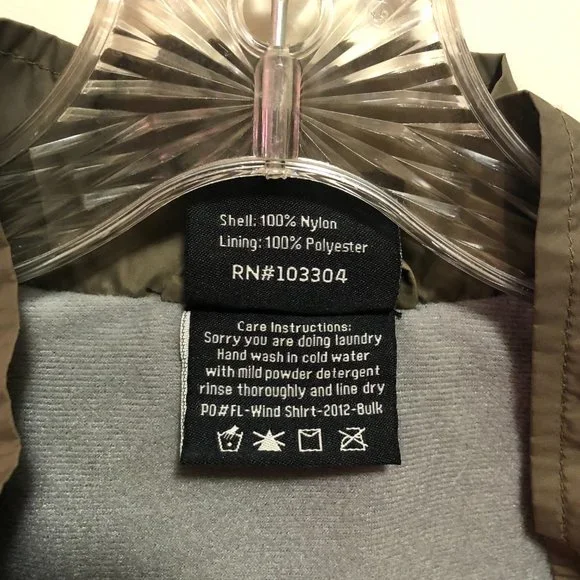 Shell: 100% Nylon
Lining: 100% Polyester
RN#103304
Care Instructions:
Sorry you are doing laundry
Hand wash in cold water
with mild powder detergent
rinse thoroughly and line dry
PO#FL-Wind Shirt-2012-Bulk